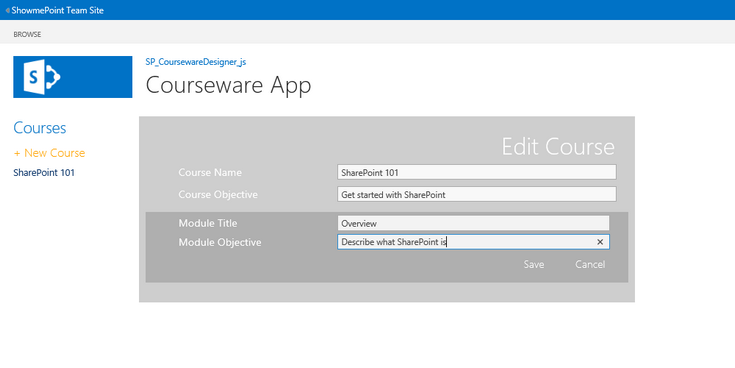 ShowmePoint Team Site
BROWSE
S
SP_CoursewareDesigner_js
Courseware App
Courses
+ New Course
SharePoint 101
Edit Course
Course Name SharePoint 101
Course Objective Get started with SharePoint
Module Title Overview
Module Objective Describe what SharePoint is
Save Cancel